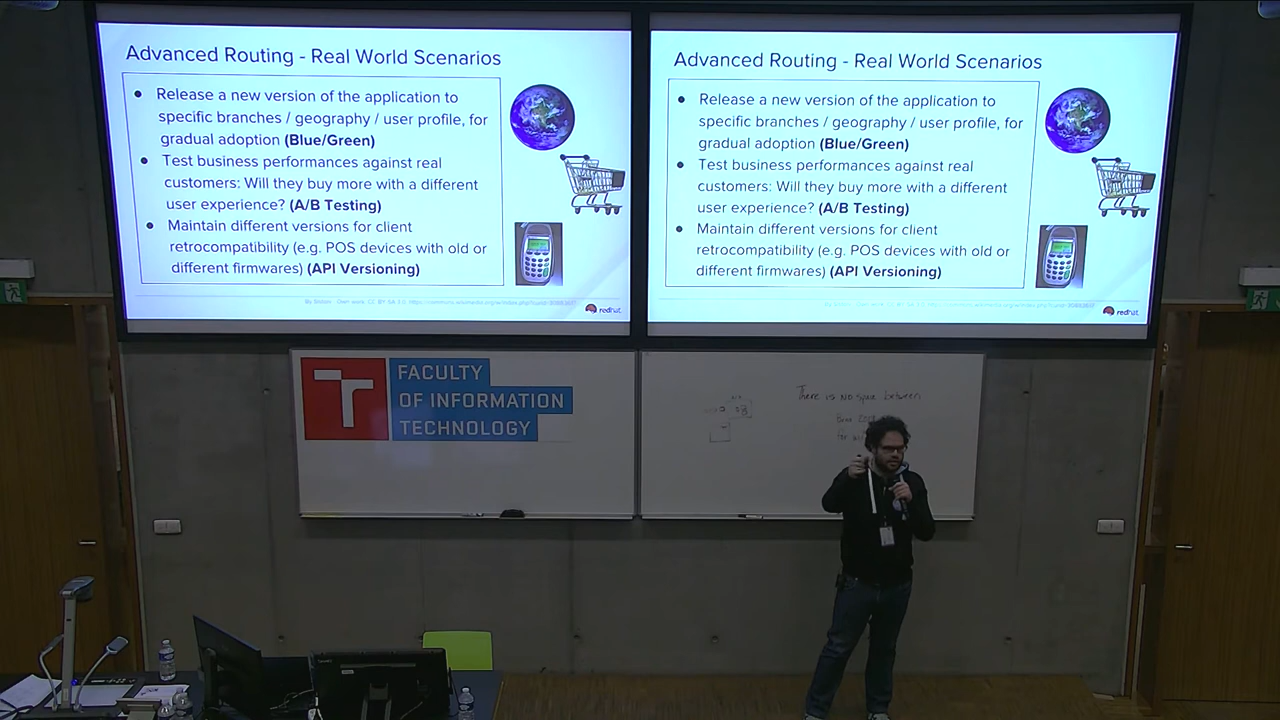 Advanced Routing - Real World Scenarios
● Release a new version of the application to
specific branches / geography / user profile, for
gradual adoption (Blue/Green)
● Test business performances against real
customers: Will they buy more with a different
user experience? (A/B Testing)
● Maintain different versions for client
retrocompatibility (e.g. POS devices with old or
different firmwares) (API Versioning)
redhat
Advanced Routing - Real World Scenarios
● Release a new version of the application to
specific branches / geography / user profile, for
gradual adoption (Blue/Green)
● Test business performances against real
customers: Will they buy more with a different
user experience? (A/B Testing)
● Maintain different versions for client
retrocompatibility (e.g. POS devices with old or
different firmwares) (API Versioning)
redhat
FACULTY
OF INFORMATION
TECHNOLOGY
There is no between